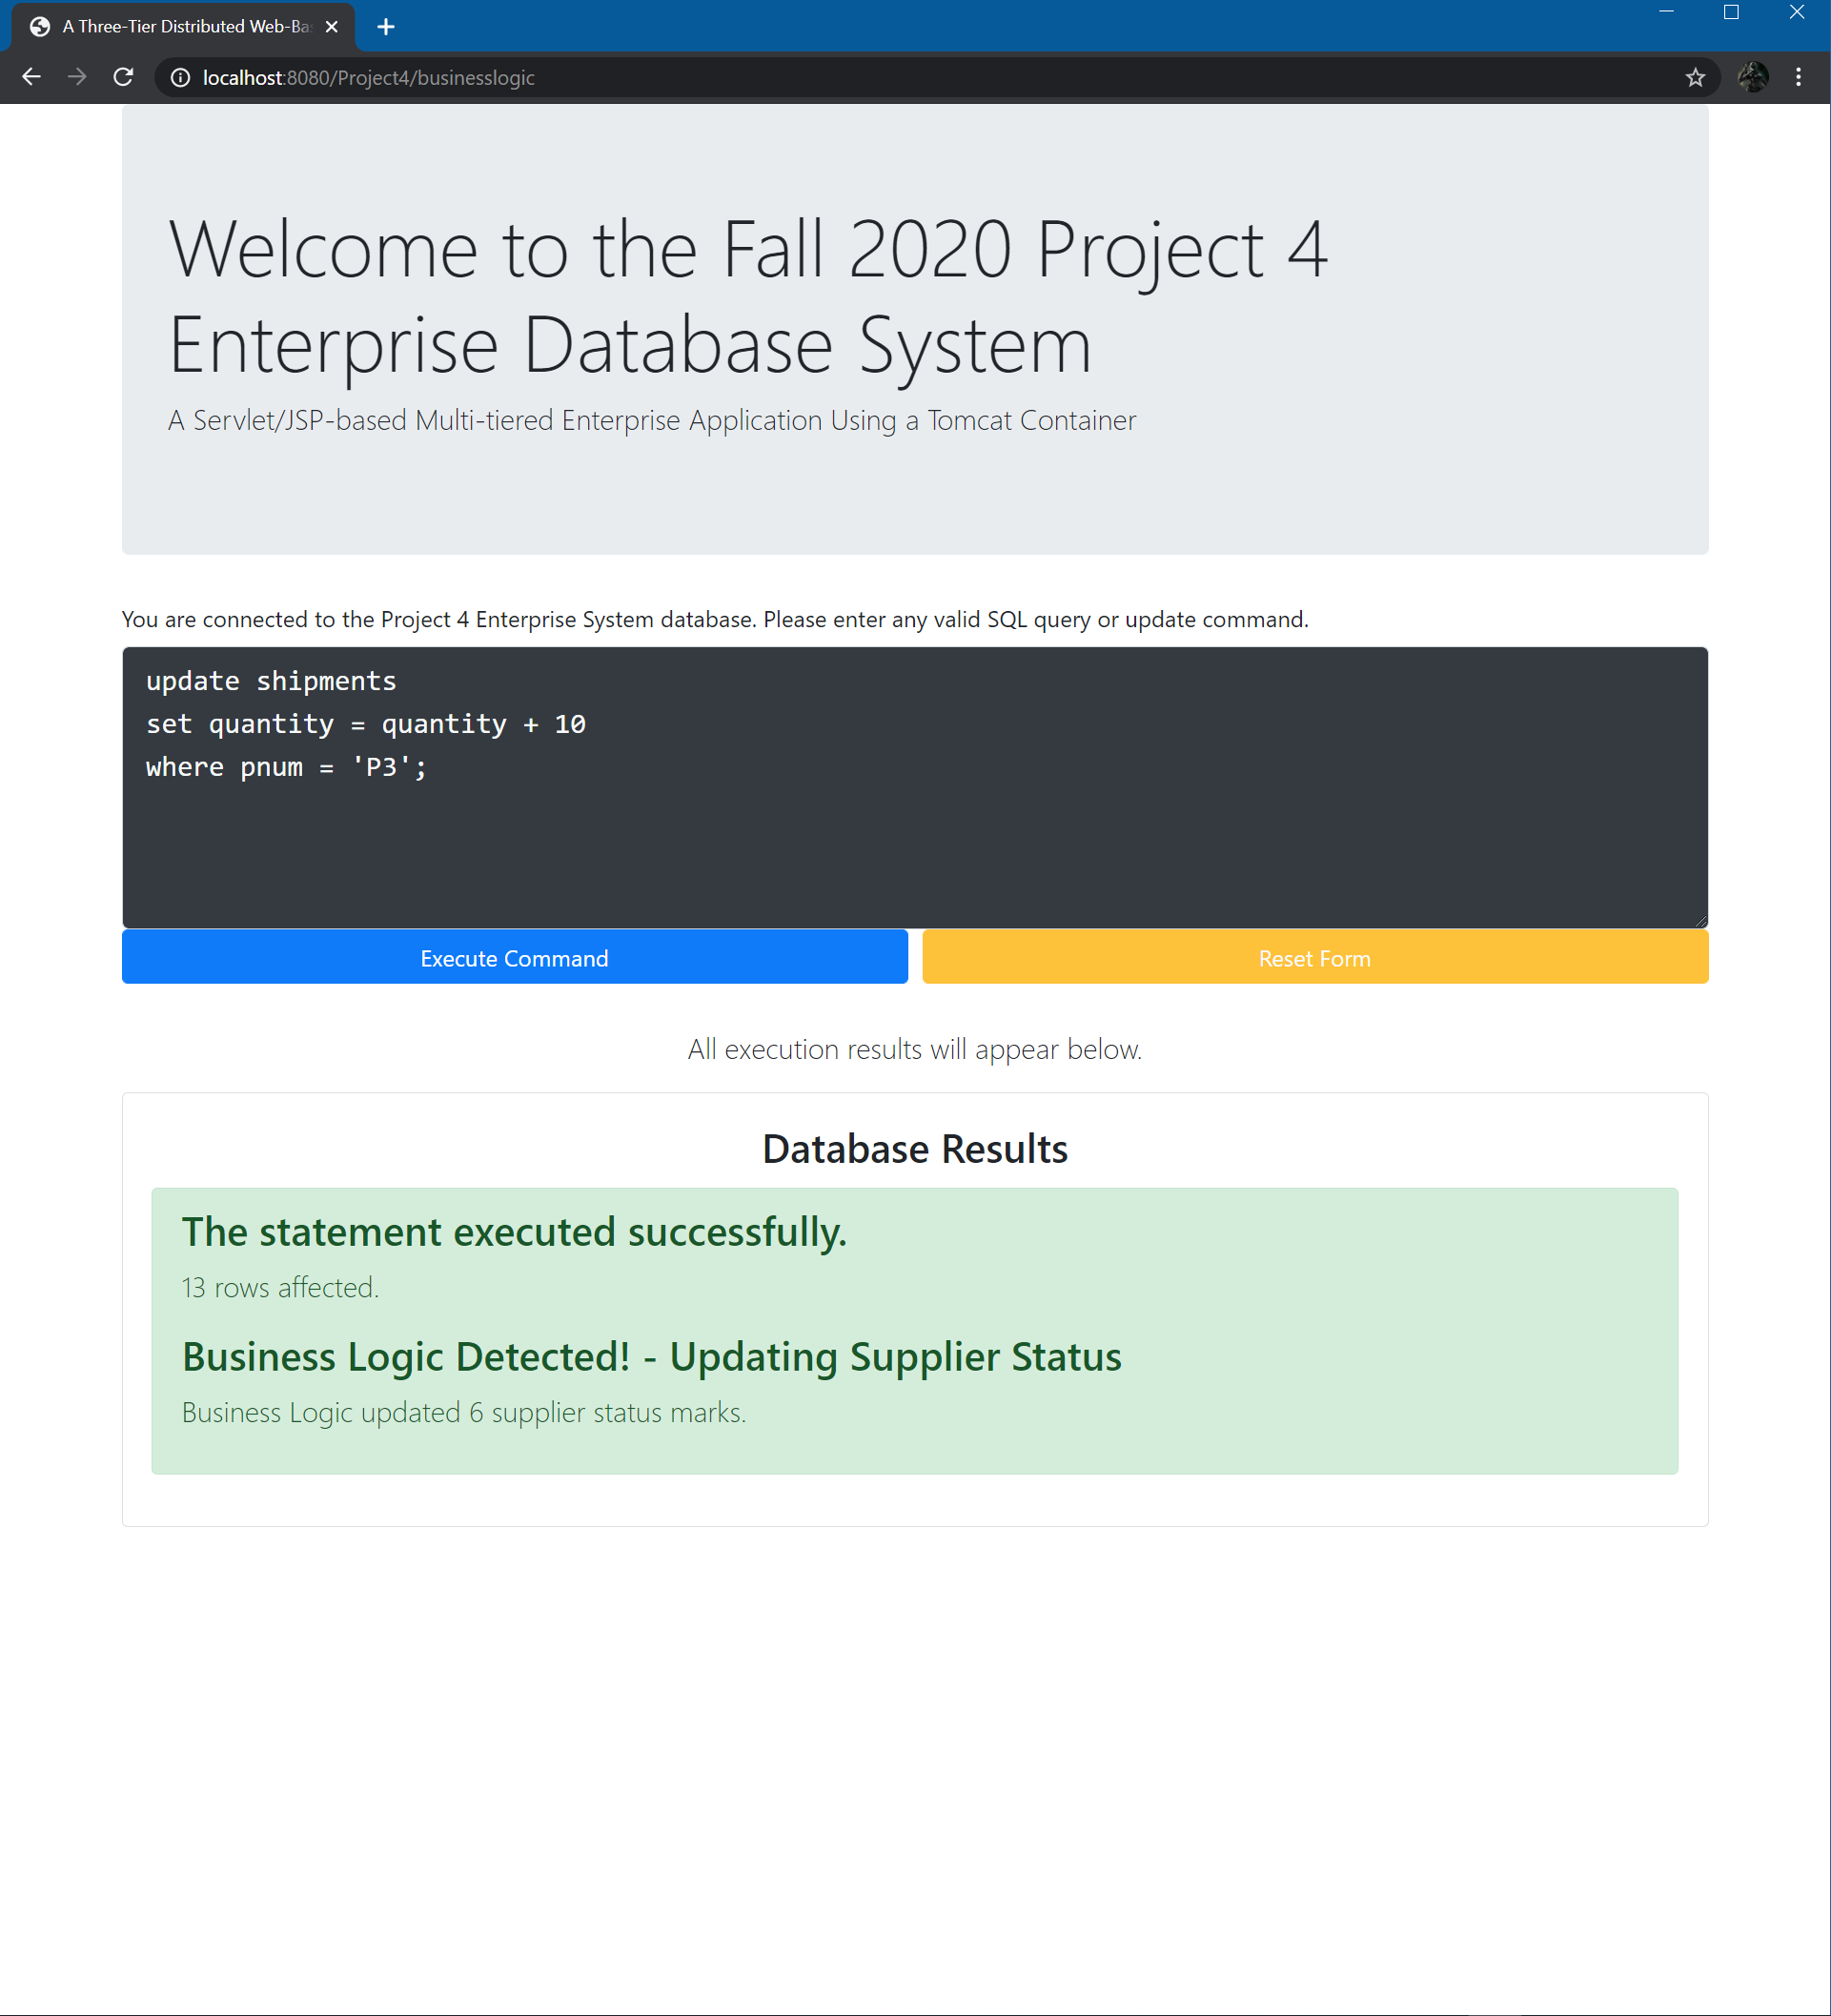 A Three-Tier Distributed Web-Ba
localhost:8080/Project4/businesslogic
Welcome to the Fall 2020 Project 4
Enterprise Database System
A Servlet/JSP-based Multi-tiered Enterprise Application Using a Tomcat Container
You are connected to the Project 4 Enterprise System database. Please enter any valid SQL query or update command.
update shipments
set quantity = quantity + 10
where pnum = 'P3';
Execute Command
Reset Form
All execution results will appear below.
Database Results
The statement executed successfully.
13 rows affected.
Business Logic Detected! - Updating Supplier Status
Business Logic updated 6 supplier status marks.